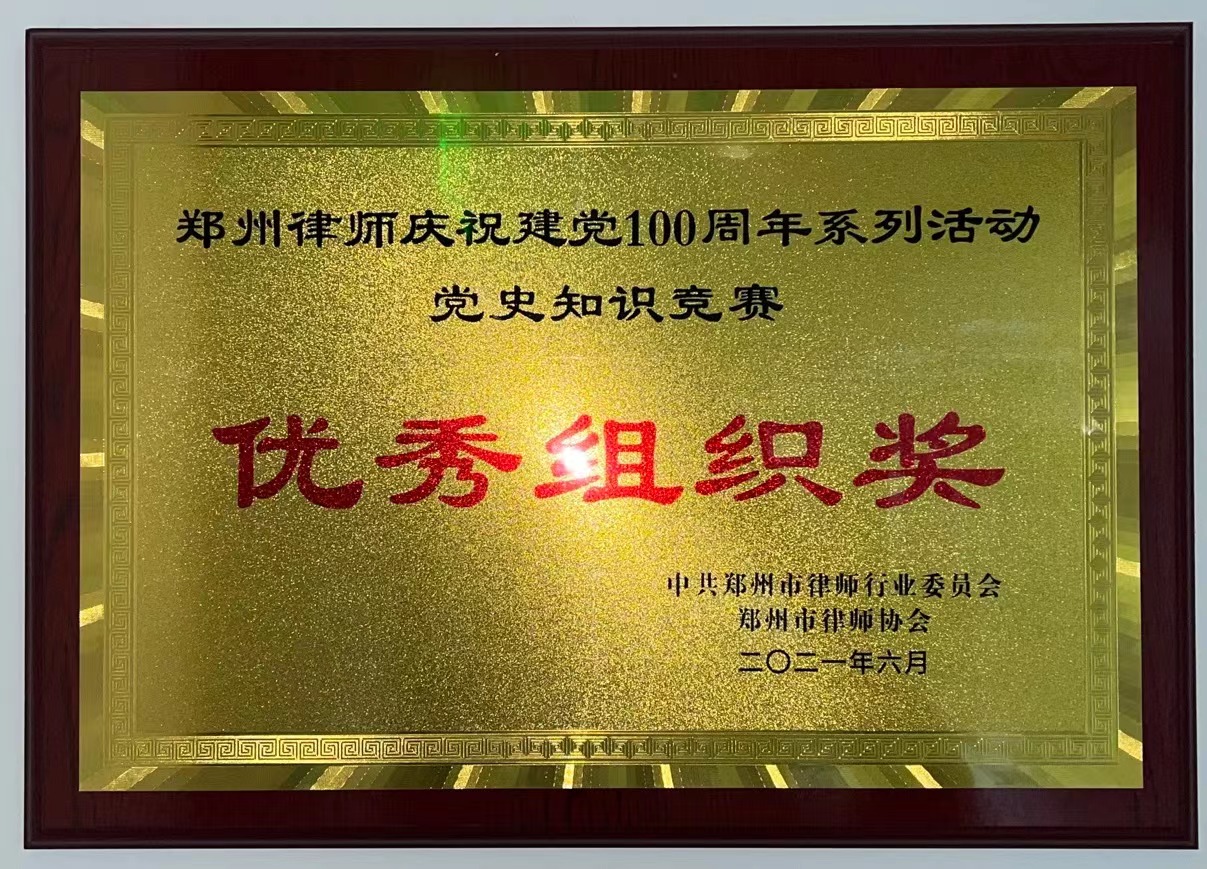 郑州律师庆祝建党100周年系列活动
党史知识竞赛
优秀组织奖
中共郑州市律师行业委员会
郑州市律师协会
二〇二一年六月